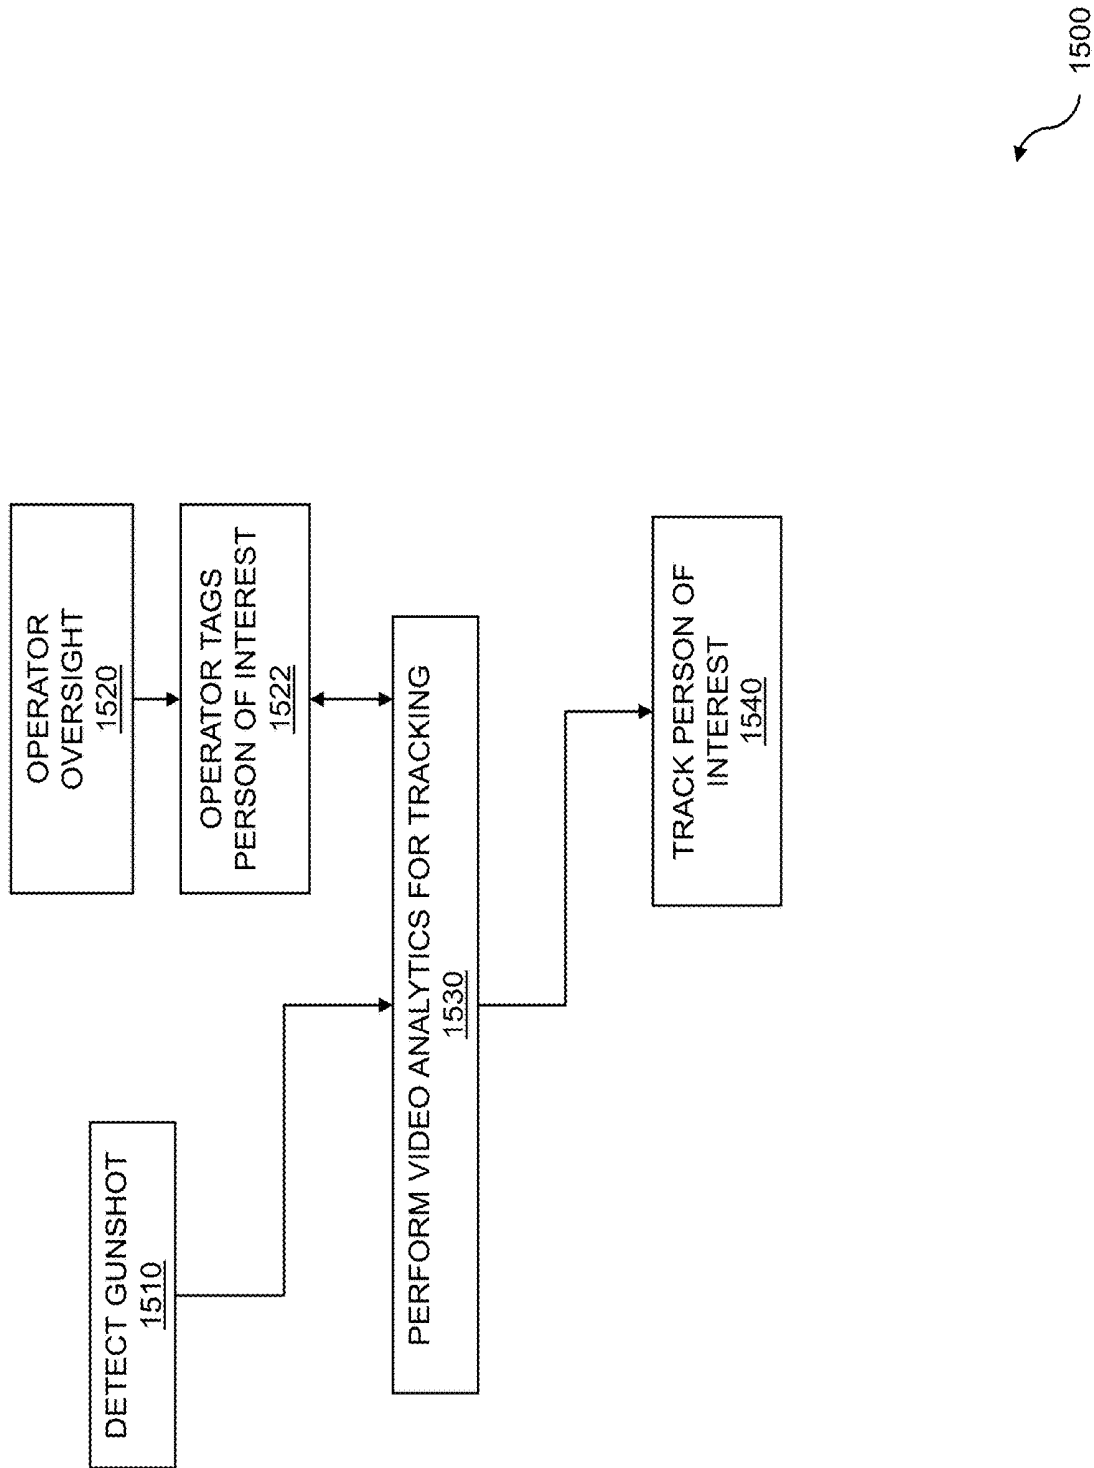 DETECT GUNSHOT
1510
OPERATOR
OVERSIGHT
1520
OPERATOR TAGS
PERSON OF INTEREST
1522
PERFORM VIDEO ANALYTICS FOR TRACKING
1530
TRACK PERSON OF
INTEREST
1540
1500